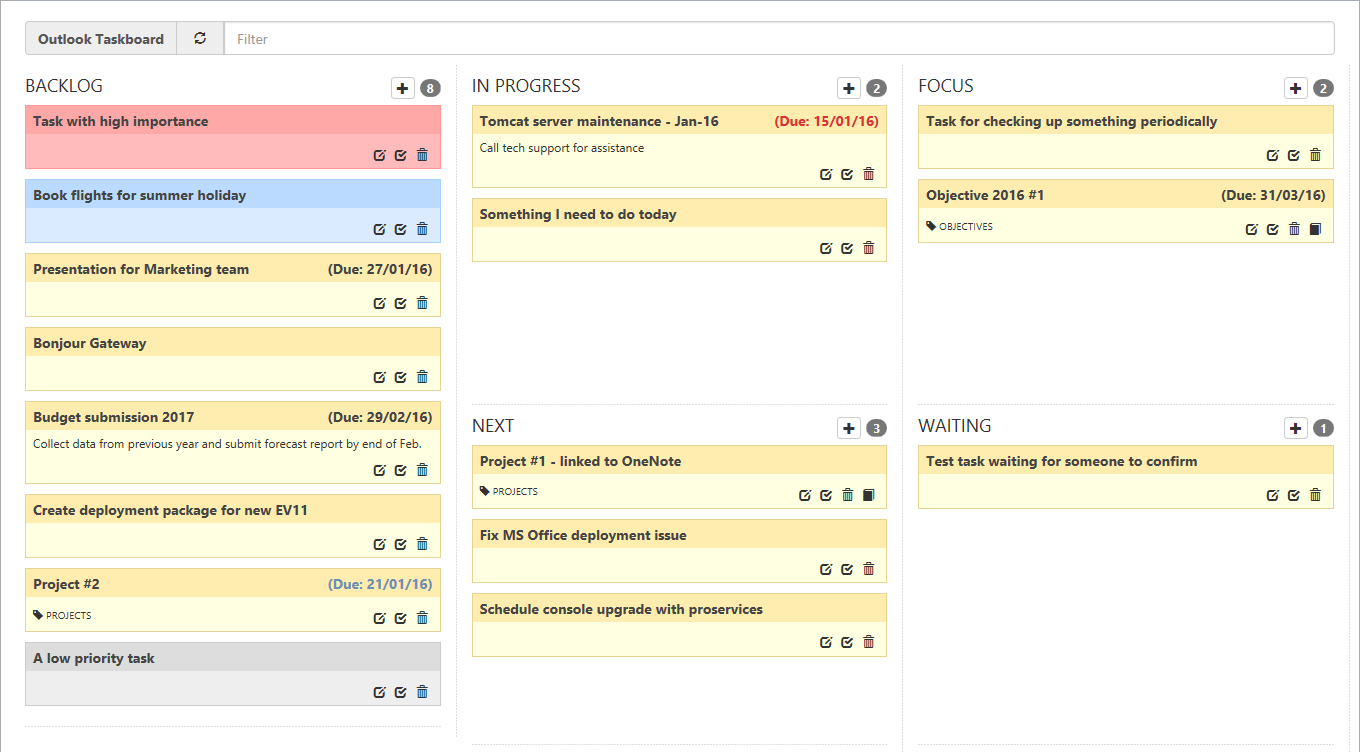 Outlook Taskboard
Filter
BACKLOG
8
Task with high importance
Book flights for summer holiday
Presentation for Marketing team (Due: 27/01/16)
Bonjour Gateway
Budget submission 2017 (Due: 29/02/16)
Collect data from previous year and submit forecast report by end of Feb.
Create deployment package for new EV11
Project #2 (Due: 21/01/16)
PROJECTS
A low priority task
IN PROGRESS
2
Tomcat server maintenance - Jan-16 (Due: 15/01/16)
Call tech support for assistance
Something I need to do today
NEXT
3
Project #1 - linked to OneNote
PROJECTS
Fix MS Office deployment issue
Schedule console upgrade with proservices
FOCUS
2
Task for checking up something periodically
Objective 2016 #1 (Due: 31/03/16)
OBJECTIVES
WAITING
1
Test task waiting for someone to confirm